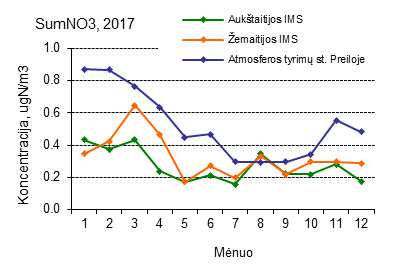 SumNO3, 2017
Aukštaitijos IMS
Žemaitijos IMS
Atmosferos tyrimų st. Preiloje
Koncentracija, ugN/m3
1.0
0.8
0.6
0.4
0.2
0.0
1 2 3 4 5 6 7 8 9 10 11 12
Mėnuo